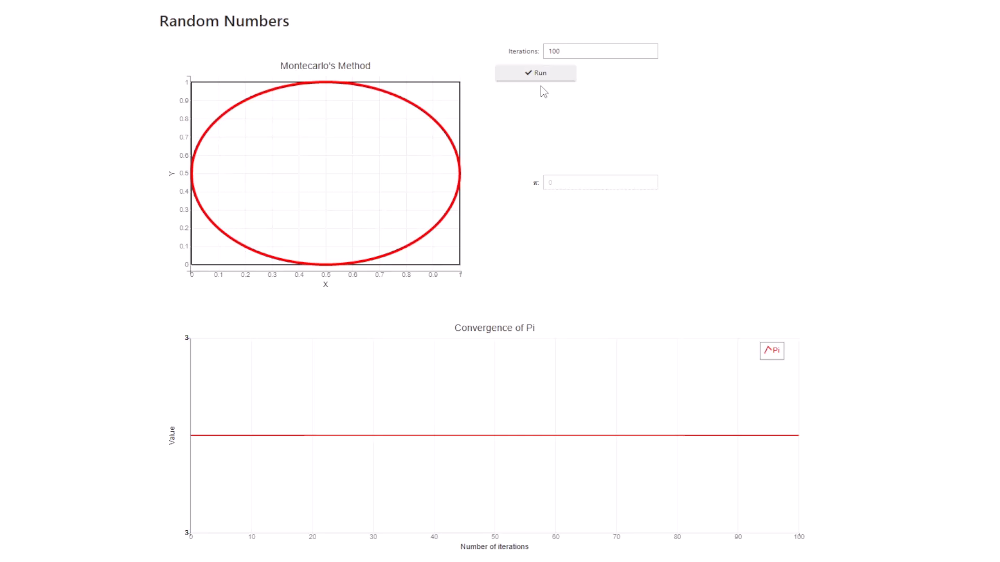 Random Numbers
Iterations: 100
Run
Montecarlo's Method
1
0.9
0.8
0.7
0.6
0.5
0.4
0.3
0.2
0.1
0
Y
0 0.1 0.2 0.3 0.4 0.5 0.6 0.7 0.8 0.9 1
X
π: 0
Convergence of Pi
3
Pi
Value
3
0 10 20 30 40 50 60 70 80 90 100
Number of iterations